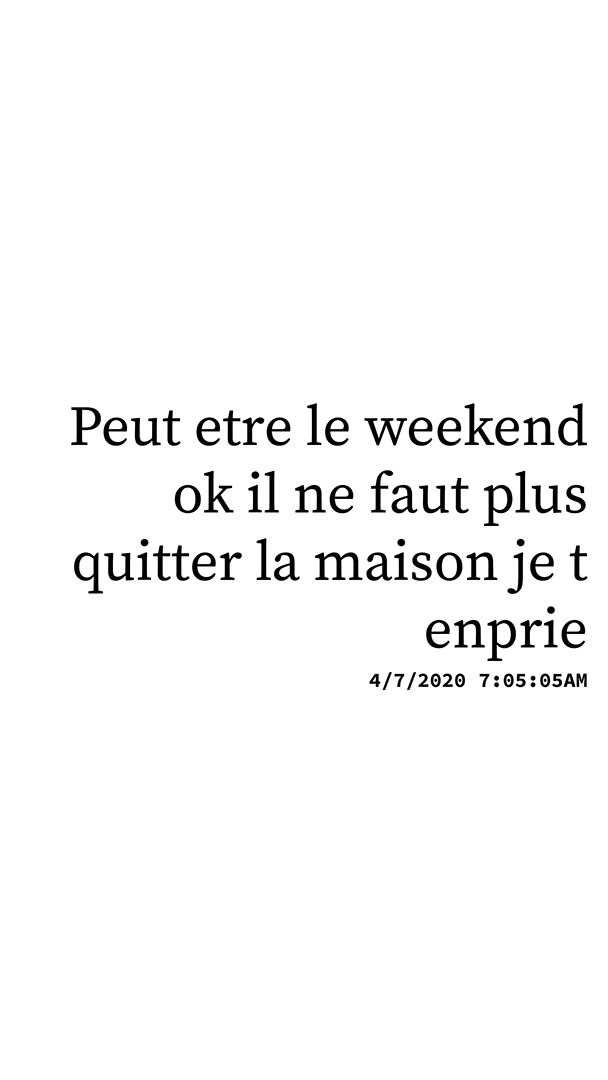 Peut etre le weekend
ok il ne faut plus
quitter la maison je t
enprie
4/7/2020 7:05:05AM